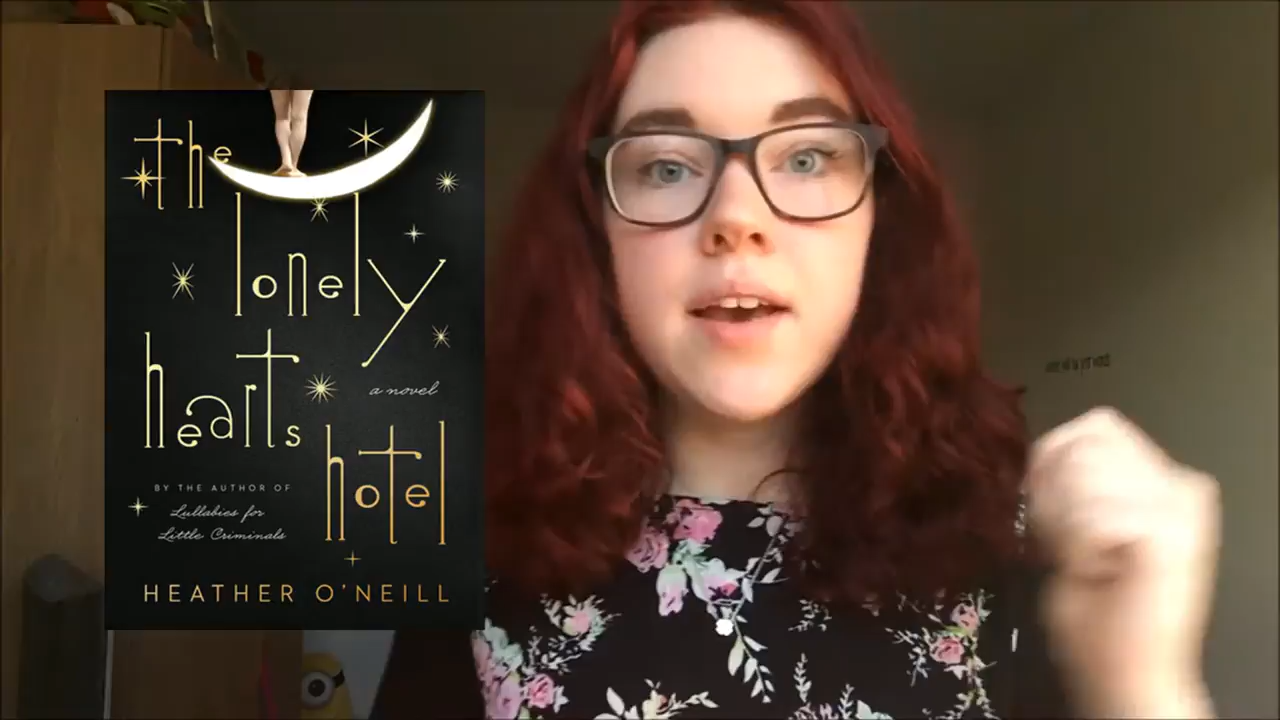 the
lonely
hearts
a novel
hotel
BY THE AUTHOR OF
Lullabies for
Little Criminals
HEATHER O'NEILL